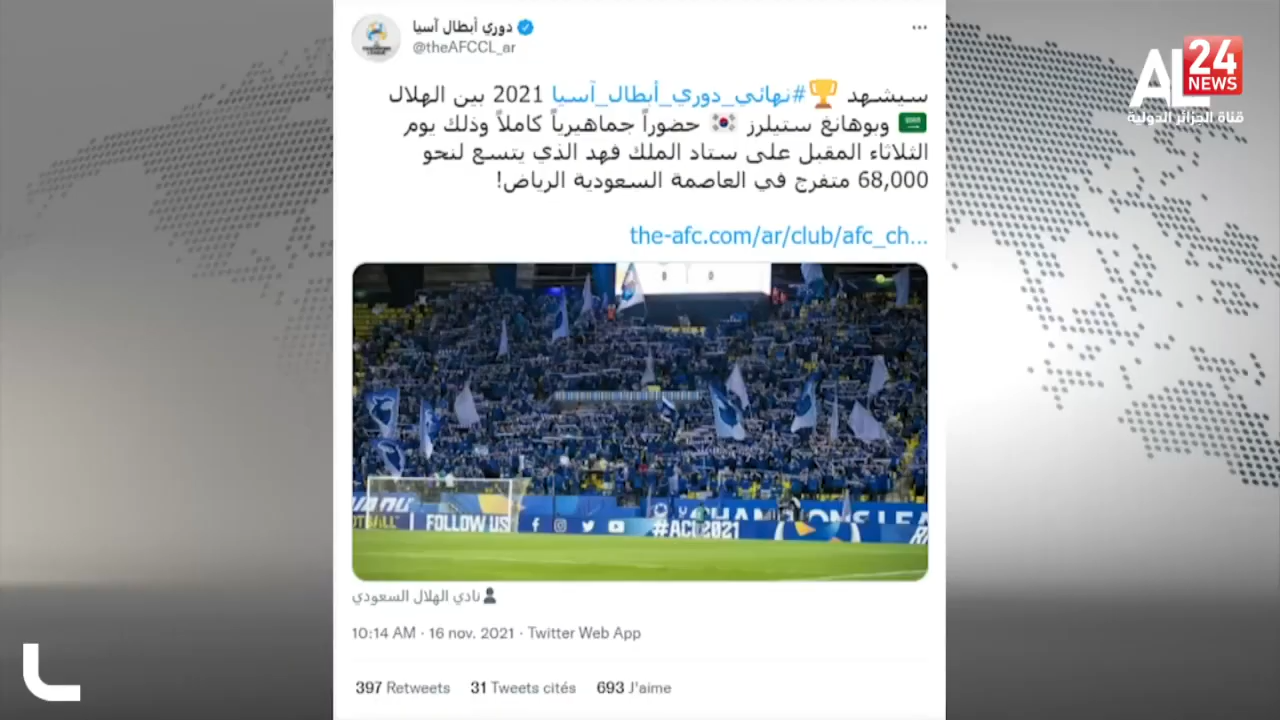 دوري أبطال آسيا
@theAFCCL_ar
سيشهد 🏆#نهائي_دوري_أبطال_آسيا 2021 بين الهلال
🇸🇦 وبوهانغ ستيلرز 🇰🇷 حضوراً جماهيرياً كاملاً وذلك يوم
الثلاثاء المقبل على ستاد الملك فهد الذي يتسع لنحو
68,000 متفرج في العاصمة السعودية الرياض!
the-afc.com/ar/club/afc_ch...
0 0
FOLLOW US
#ACL2021
نادي الهلال السعودي👤
10:14 AM · 16 nov. 2021 · Twitter Web App
397 Retweets 31 Tweets cités 693 J'aime
AL 24 NEWS
قناة الجزائر الدولية